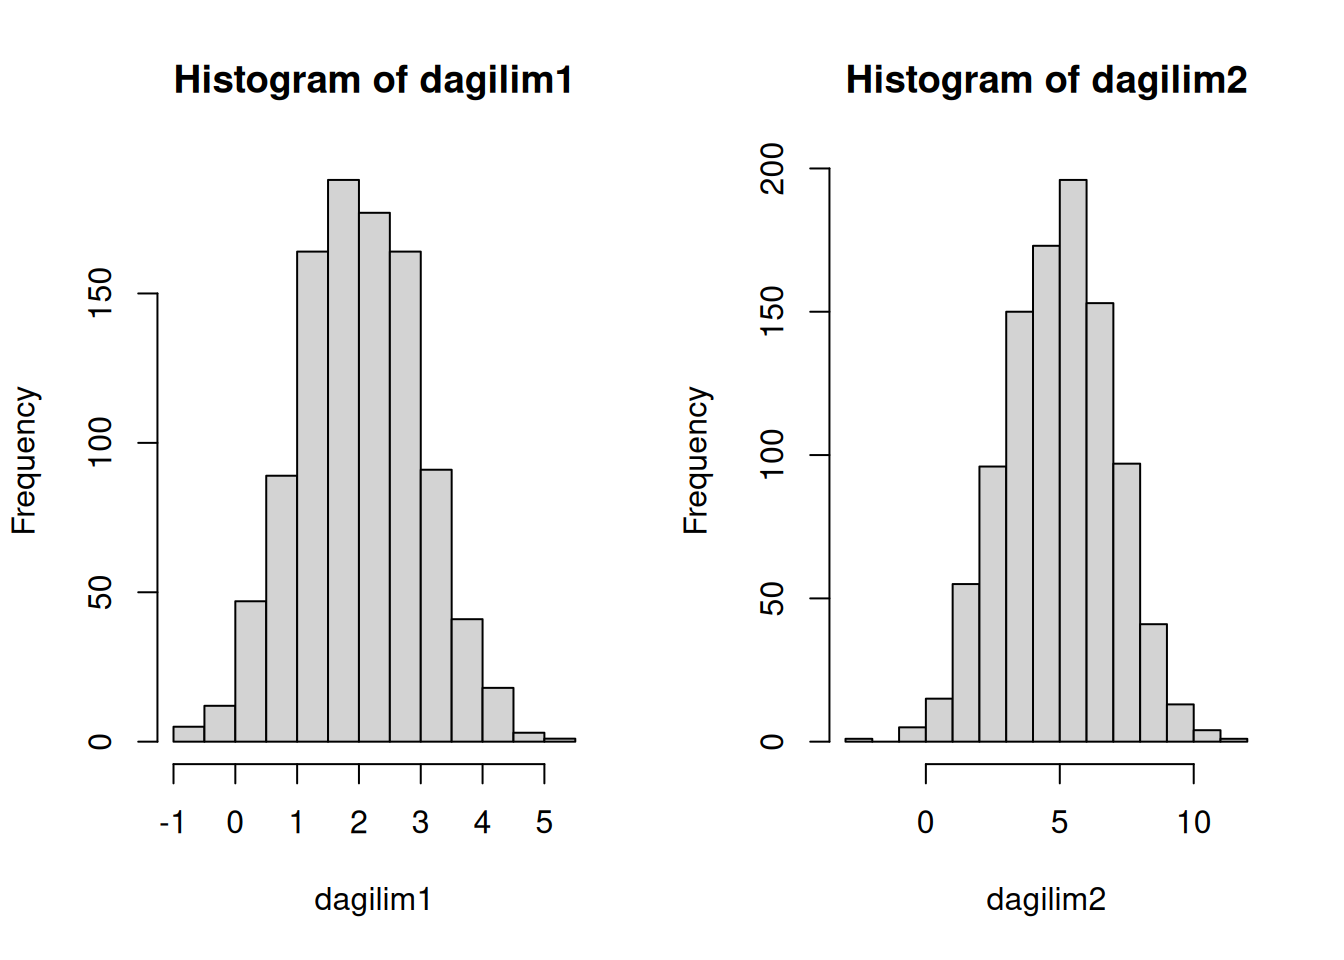 Histogram of dagilim1
Frequency
0
50
100
150
-1 0 1 2 3 4 5
dagilim1
Histogram of dagilim2
Frequency
0
50
100
150
200
0 5 10
dagilim2